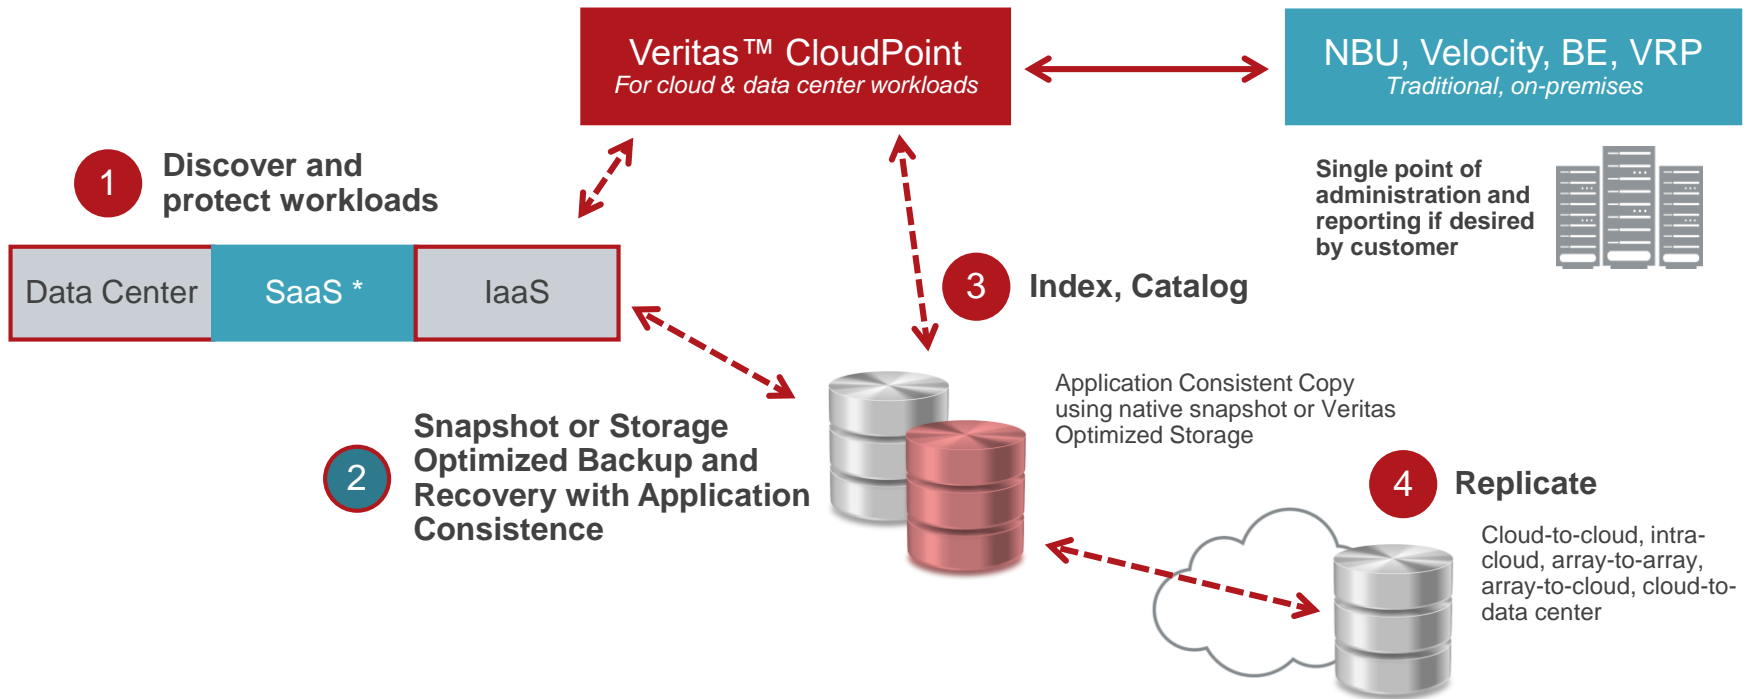 Veritas™ CloudPoint
For cloud & data center workloads
NBU, Velocity, BE, VRP
Traditional, on-premises
1
Discover and
protect workloads
Single point of
administration and
reporting if desired
by customer
Data Center
SaaS *
IaaS
3
Index, Catalog
Application Consistent Copy
using native snapshot or Veritas
Optimized Storage
2
Snapshot or Storage
Optimized Backup and
Recovery with Application
Consistence
4
Replicate
Cloud-to-cloud, intra-
cloud, array-to-array,
array-to-cloud, cloud-to-
data center